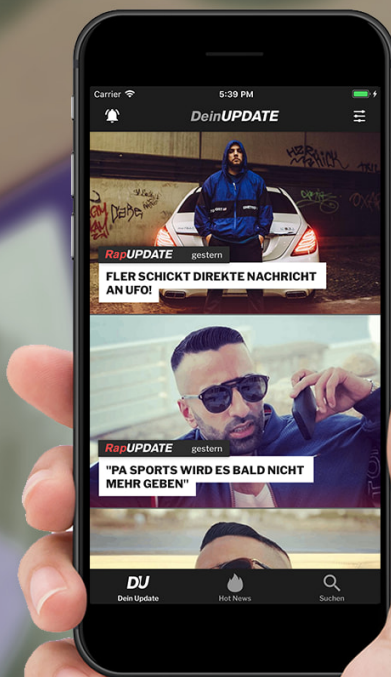 Carrier 5:39 PM
DeinUPDATE
RapUPDATE gestern
FLER SCHICKT DIREKTE NACHRICHT
AN UFO!
RapUPDATE gestern
"PA SPORTS WIRD ES BALD NICHT
MEHR GEBEN"
DU
Dein Update Hot News Suchen